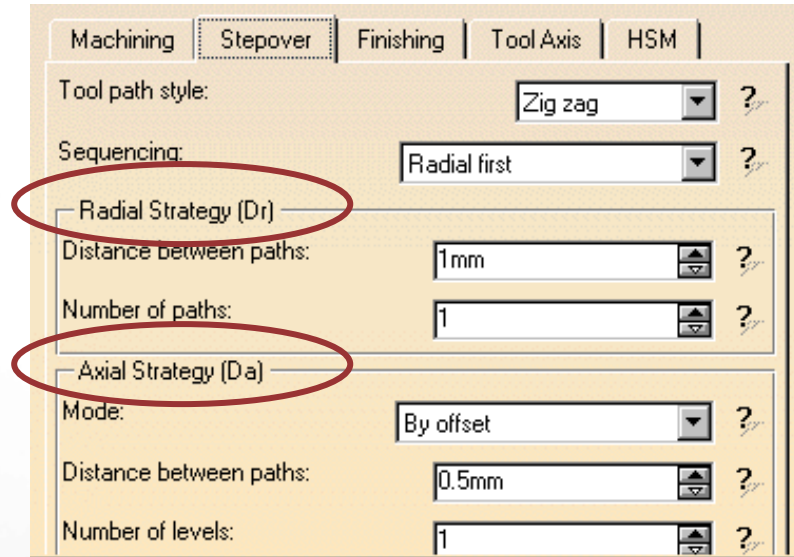 Machining Stepover Finishing Tool Axis HSM
Tool path style: Zig zag ?
Sequencing: Radial first ?
Radial Strategy (Dr)
Distance between paths: 1mm ?
Number of paths: 1 ?
Axial Strategy (Da)
Mode: By offset ?
Distance between paths: 0.5mm ?
Number of levels: 1 ?